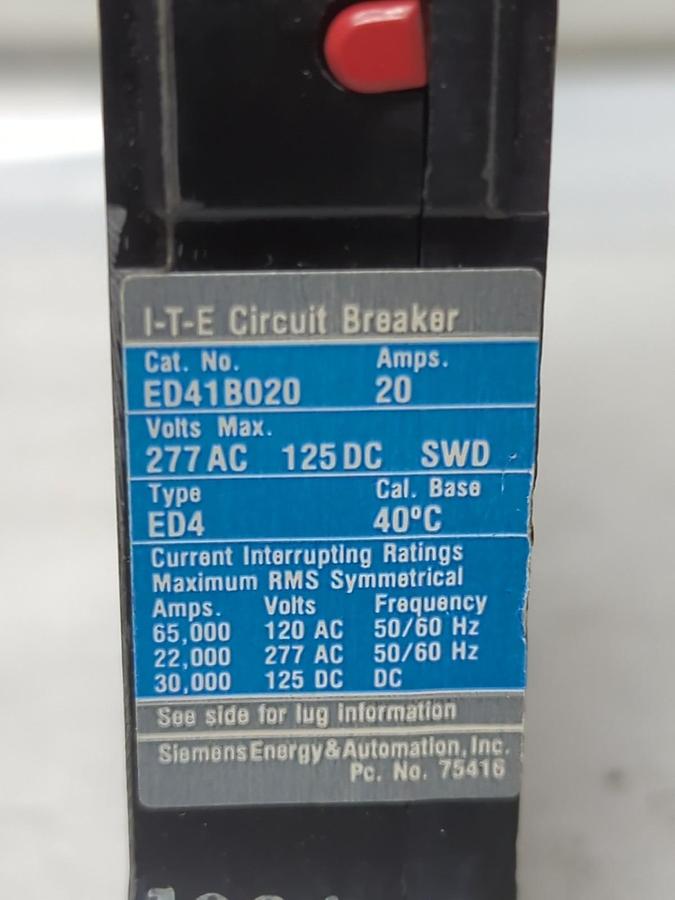 I-T-E Circuit Breaker
Cat. No. Amps.
ED41B020 20
Volts Max.
277 AC 125 DC SWD
Type Cal. Base
ED4 40ºC
Current Interrupting Ratings
Maximum RMS Symmetrical
Amps. Volts Frequency
65,000 120 AC 50/60 Hz
22,000 277 AC 50/60 Hz
30,000 125 DC DC
See side for lug information
Siemens Energy & Automation, Inc.
Pc. No. 75416